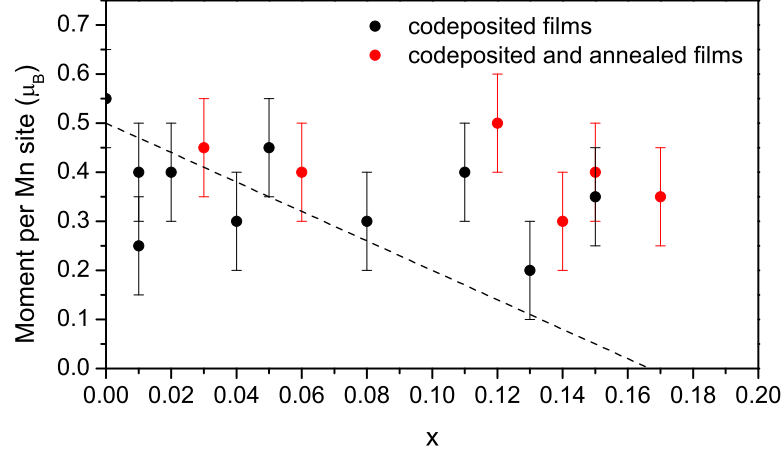 codeposited films
codeposited and annealed films
Moment per Mn site (μB)
0.7
0.6
0.5
0.4
0.3
0.2
0.1
0.0
0.00 0.02 0.04 0.06 0.08 0.10 0.12 0.14 0.16 0.18 0.20
x